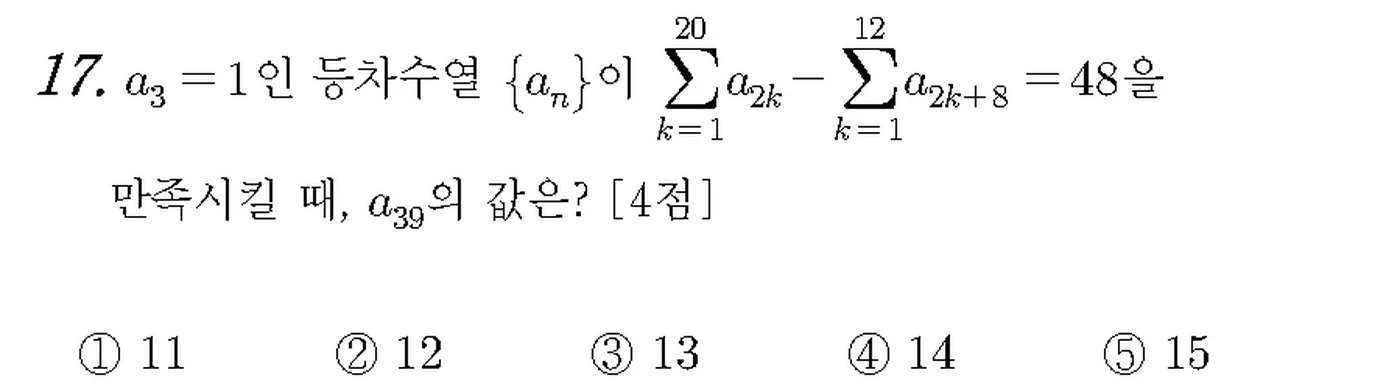 17. a₃ = 1인 등차수열 {aₙ}이 \sum_{k=1}^{20} a_{2k} − \sum_{k=1}^{12} a_{2k+8} = 48을
만족시킬 때, a₃₉의 값은? [4점]
① 11 ② 12 ③ 13 ④ 14 ⑤ 15